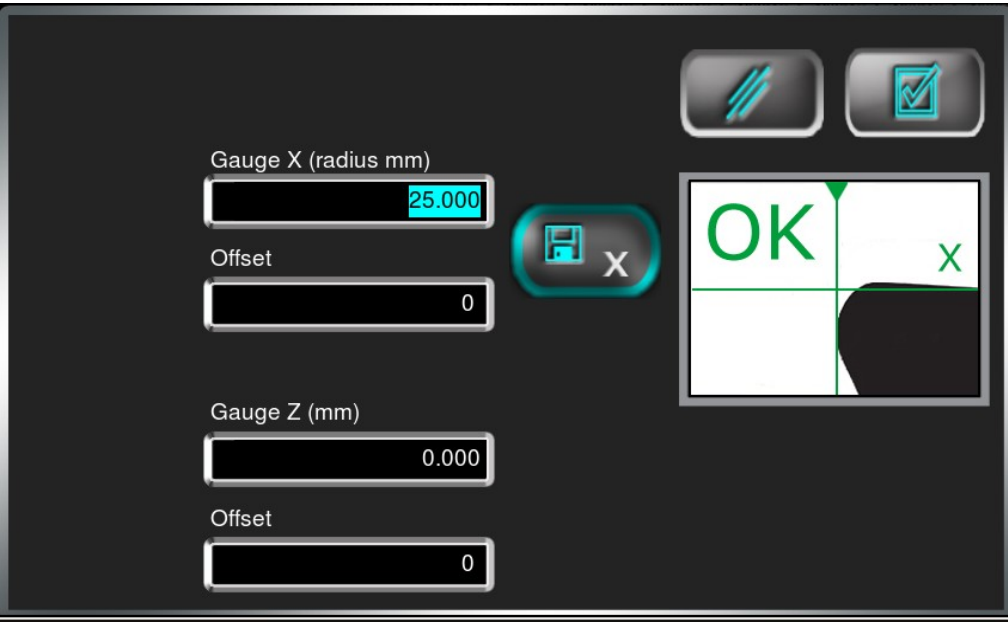 Gauge X (radius mm)
25.000
X
OK
X
Offset
0
Gauge Z (mm)
0.000
Offset
0